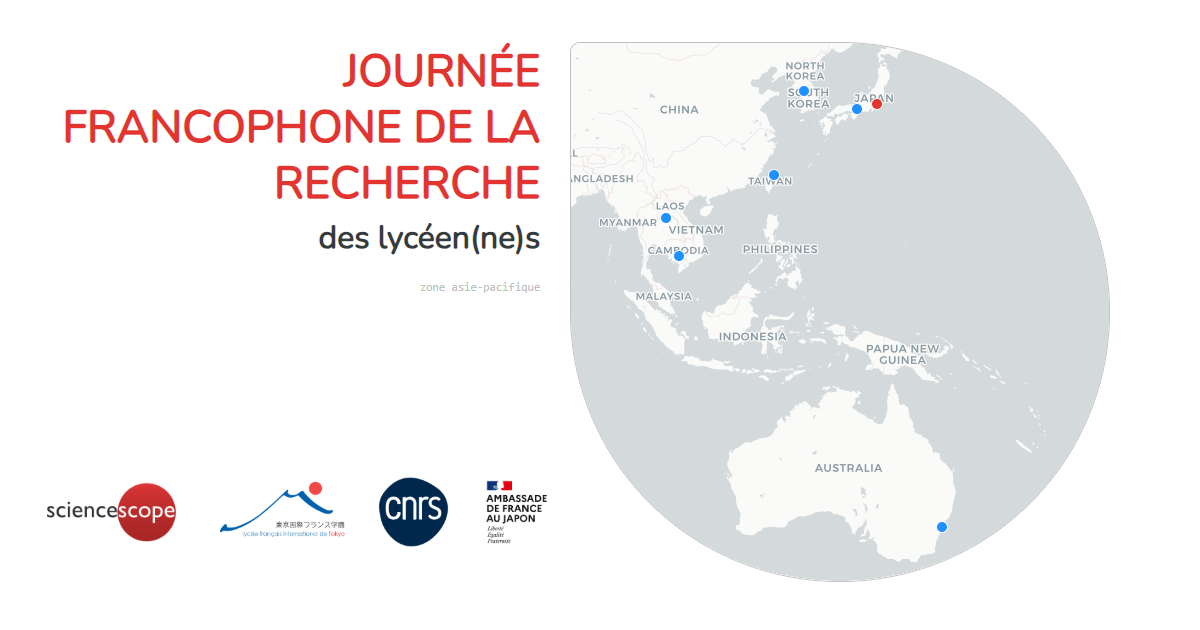 JOURNÉE
FRANCOPHONE DE LA
RECHERCHE
des lycéen(ne)s
zone asie-pacifique
sciencescope
東京国際フランス学園
lycée français international de tokyo
cnrs
AMBASSADE
DE FRANCE
AU JAPON
Liberté
Égalité
Fraternité
NORTH
KOREA
SOUTH
KOREA
JAPAN
CHINA
L
ANGLADESH
TAIWAN
LAOS
MYANMAR
VIETNAM
CAMBODIA
PHILIPPINES
MALAYSIA
INDONESIA
PAPUA NEW
GUINEA
AUSTRALIA